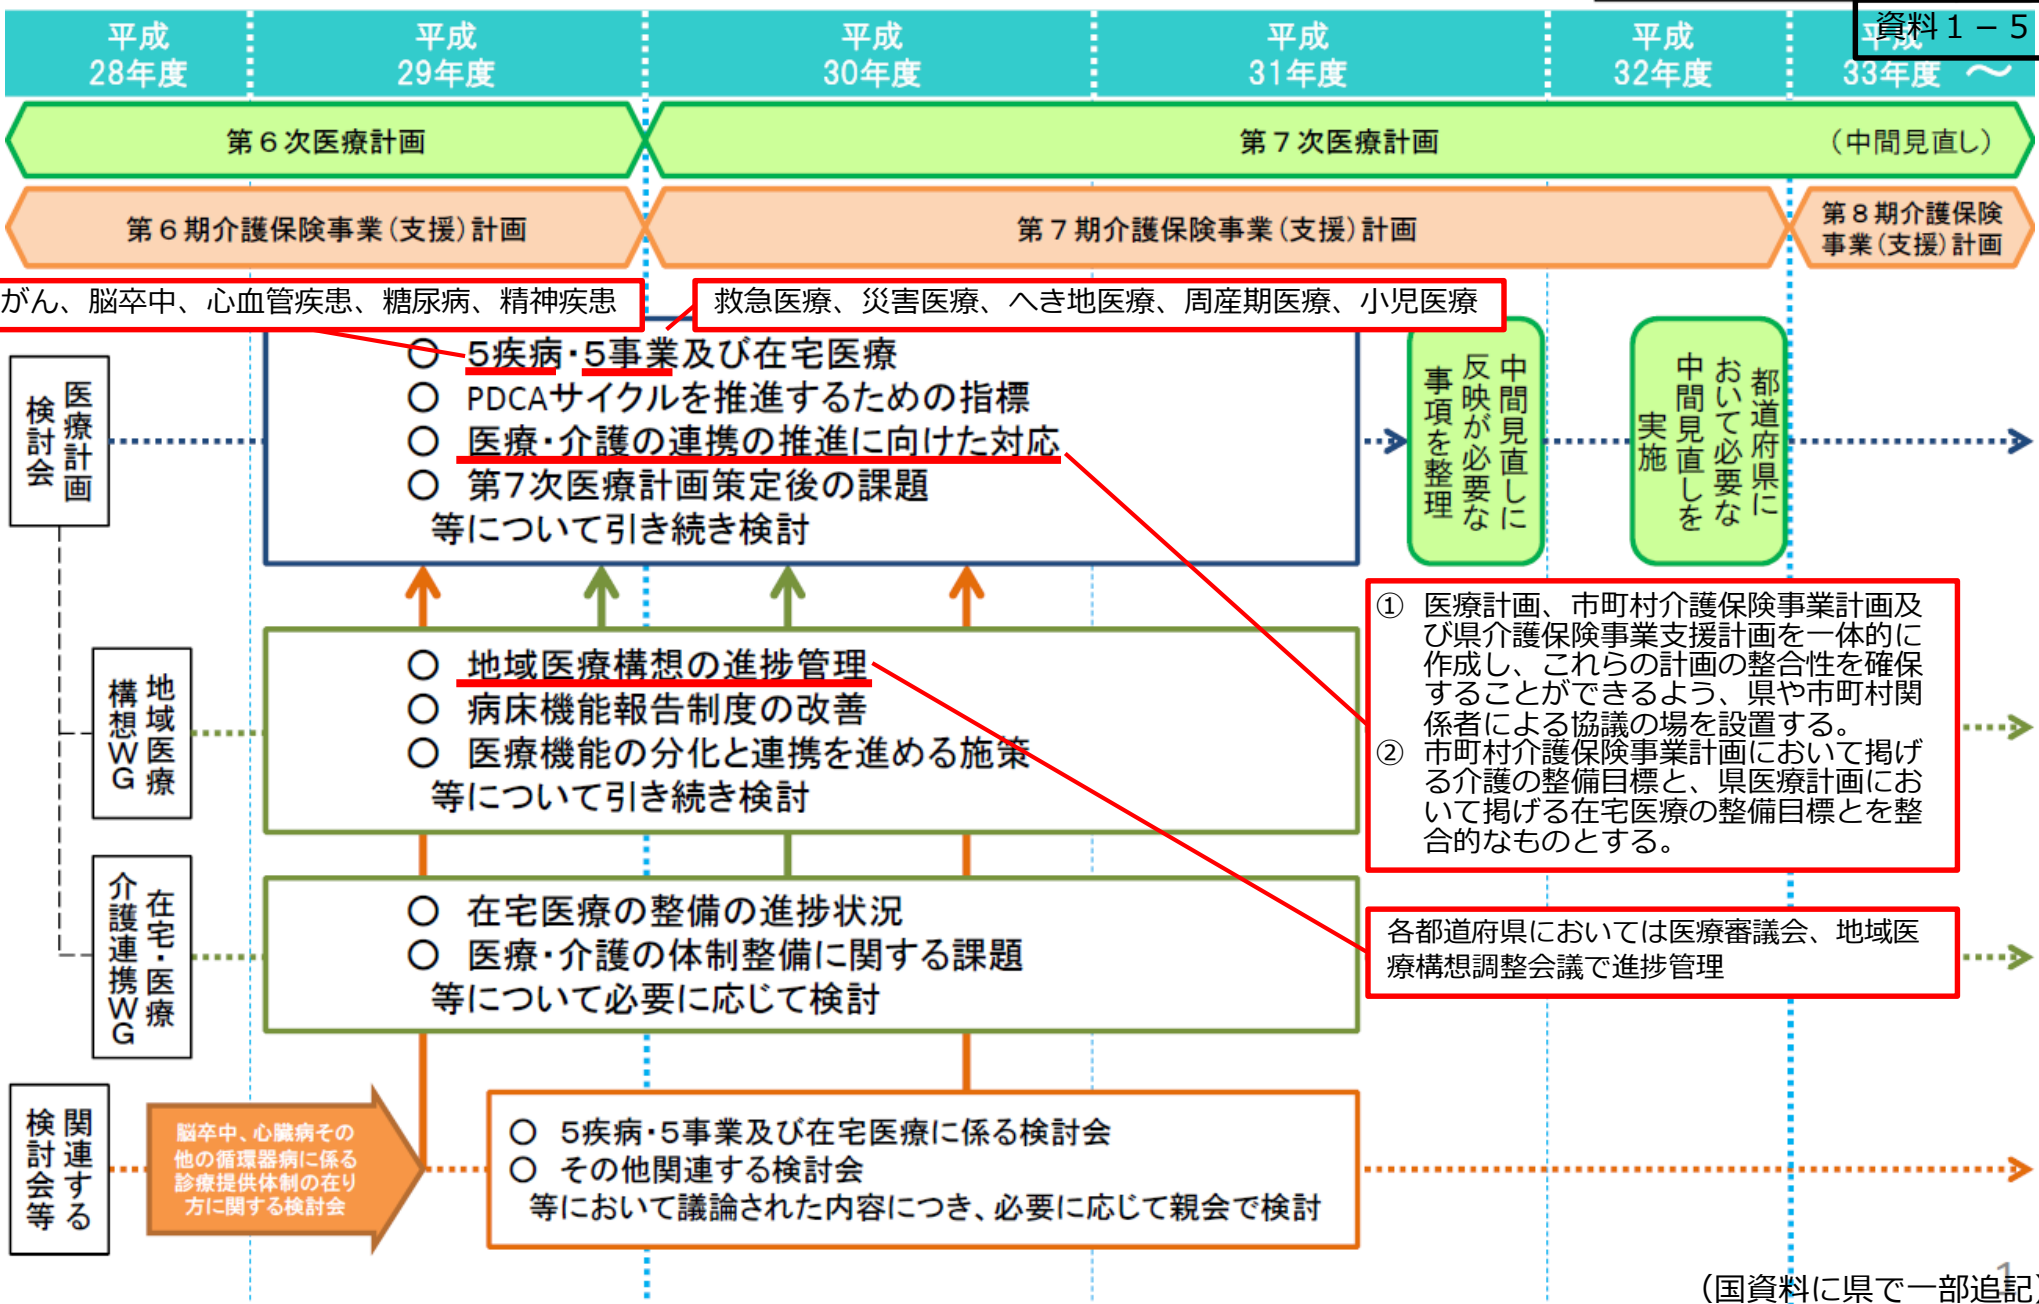 資料１－５
平成
28年度
平成
29年度
平成
30年度
平成
31年度
平成
32年度
平成
33年度 ～
第６次医療計画
第７次医療計画
（中間見直し）
第６期介護保険事業（支援）計画
第７期介護保険事業（支援）計画
第８期介護保険
事業（支援）計画
がん、脳卒中、心血管疾患、糖尿病、精神疾患
救急医療、災害医療、へき地医療、周産期医療、小児医療
医療計画
検討会
○ 5疾病・5事業及び在宅医療
○ PDCAサイクルを推進するための指標
○ 医療・介護の連携の推進に向けた対応
○ 第7次医療計画策定後の課題
等について引き続き検討
中間見直しに
反映が必要な
事項を整理
都道府県に
おいて必要な
中間見直しを
実施
地域医療
構想ＷＧ
○ 地域医療構想の進捗管理
○ 病床機能報告制度の改善
○ 医療機能の分化と連携を進める施策
等について引き続き検討
① 医療計画、市町村介護保険事業計画及
び県介護保険事業支援計画を一体的に
作成し、これらの計画の整合性を確保
することができるよう、県や市町村関
係者による協議の場を設置する。
② 市町村介護保険事業計画において掲げ
る介護の整備目標と、県医療計画にお
いて掲げる在宅医療の整備目標とを整
合的なものとする。
在宅・医療
介護連携ＷＧ
○ 在宅医療の整備の進捗状況
○ 医療・介護の体制整備に関する課題
等について必要に応じて検討
各都道府県においては医療審議会、地域医
療構想調整会議で進捗管理
関連する
検討会等
脳卒中、心臓病その
他の循環器病に係る
診療提供体制の在り
方に関する検討会
○ 5疾病・5事業及び在宅医療に係る検討会
○ その他関連する検討会
等において議論された内容につき、必要に応じて親会で検討
1
（国資料に県で一部追記）